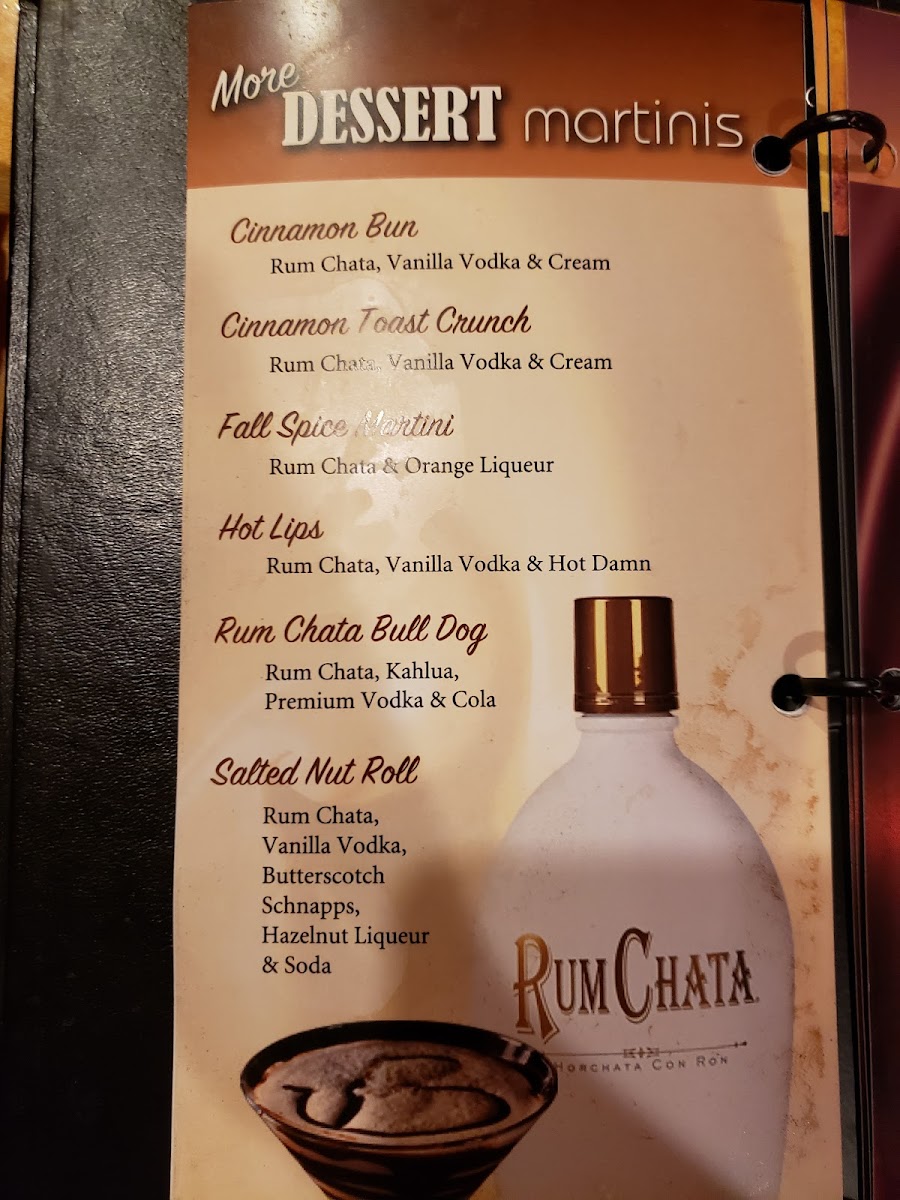 More
DESSERT martinis
Cinnamon Bun
Rum Chata, Vanilla Vodka & Cream
Cinnamon Toast Crunch
Rum Chata, Vanilla Vodka & Cream
Fall Spice Martini
Rum Chata & Orange Liqueur
Hot Lips
Rum Chata, Vanilla Vodka & Hot Damn
Rum Chata Bull Dog
Rum Chata, Kahlua,
Premium Vodka & Cola
Salted Nut Roll
Rum Chata,
Vanilla Vodka,
Butterscotch
Schnapps,
Hazelnut Liqueur
& Soda
RUMCHATA
HORCHATA CON RON